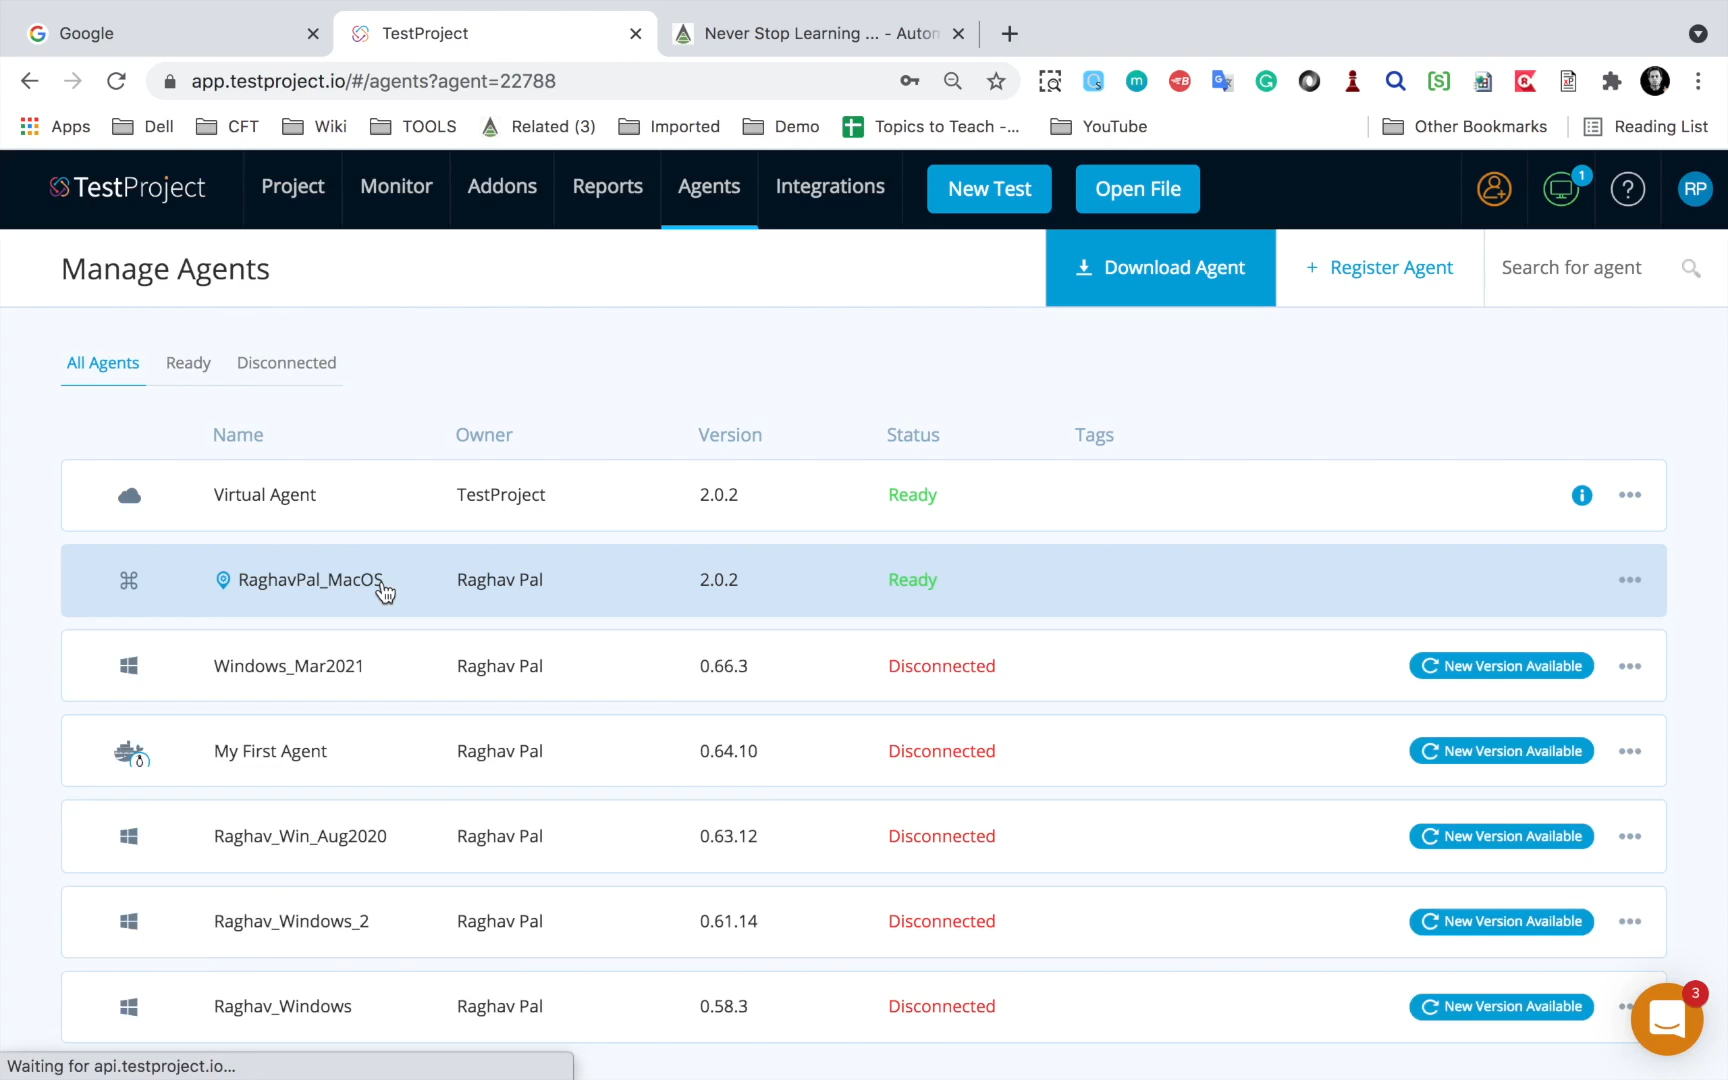 Google
TestProject
Never Stop Learning ... - Autom
app.testproject.io/#/agents?agent=22788
Apps
Dell
CFT
Wiki
TOOLS
Related (3)
Imported
Demo
Topics to Teach -...
YouTube
Other Bookmarks
Reading List
TestProject
Project
Monitor
Addons
Reports
Agents
Integrations
New Test
Open File
1
?
RP
Manage Agents
Download Agent
+ Register Agent
Search for agent
All Agents
Ready
Disconnected
Name Owner Version Status Tags
Virtual Agent TestProject 2.0.2 Ready
RaghavPal_MacOS Raghav Pal 2.0.2 Ready
Windows_Mar2021 Raghav Pal 0.66.3 Disconnected New Version Available
My First Agent Raghav Pal 0.64.10 Disconnected New Version Available
Raghav_Win_Aug2020 Raghav Pal 0.63.12 Disconnected New Version Available
Raghav_Windows_2 Raghav Pal 0.61.14 Disconnected New Version Available
Raghav_Windows Raghav Pal 0.58.3 Disconnected New Version Available
3
Waiting for api.testproject.io...